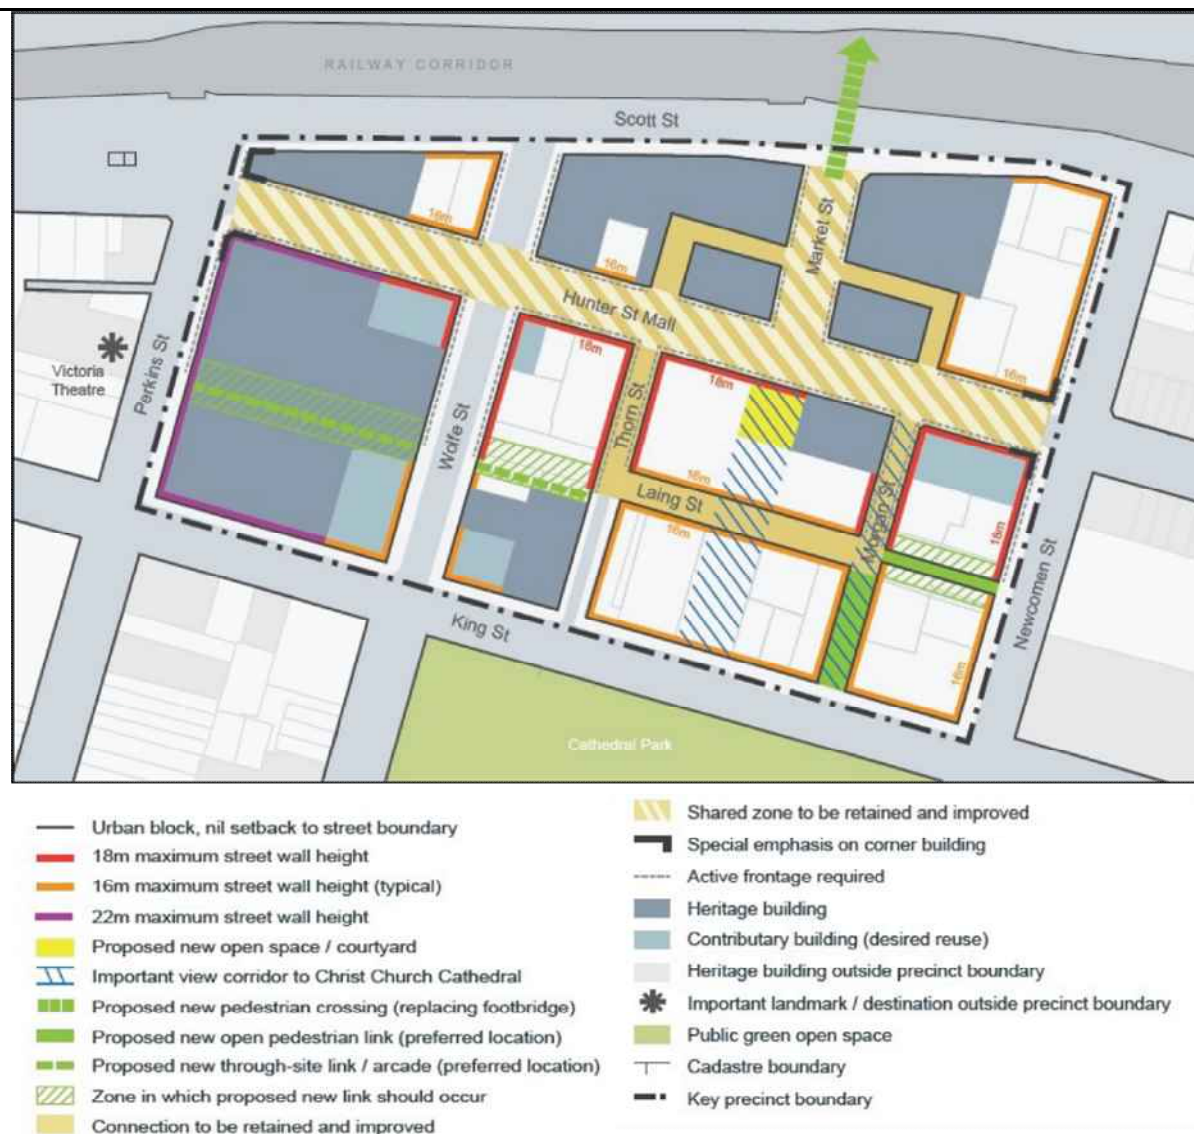 RAILWAY CORRIDOR
Scott St
16m
Market St
16m
Hunter St Mall
Victoria
Theatre
Perkins St
Wolfe St
18m
Thorn St
18m
16m
16m
Laing St
16m
Morgan St
18m
Newcomen St
King St
16m
Cathedral Park
Urban block, nil setback to street boundary
18m maximum street wall height
16m maximum street wall height (typical)
22m maximum street wall height
Proposed new open space / courtyard
Important view corridor to Christ Church Cathedral
Proposed new pedestrian crossing (replacing footbridge)
Proposed new open pedestrian link (preferred location)
Proposed new through-site link / arcade (preferred location)
Zone in which proposed new link should occur
Connection to be retained and improved
Shared zone to be retained and improved
Special emphasis on corner building
Active frontage required
Heritage building
Contributary building (desired reuse)
Heritage building outside precinct boundary
Important landmark / destination outside precinct boundary
Public green open space
Cadastre boundary
Key precinct boundary